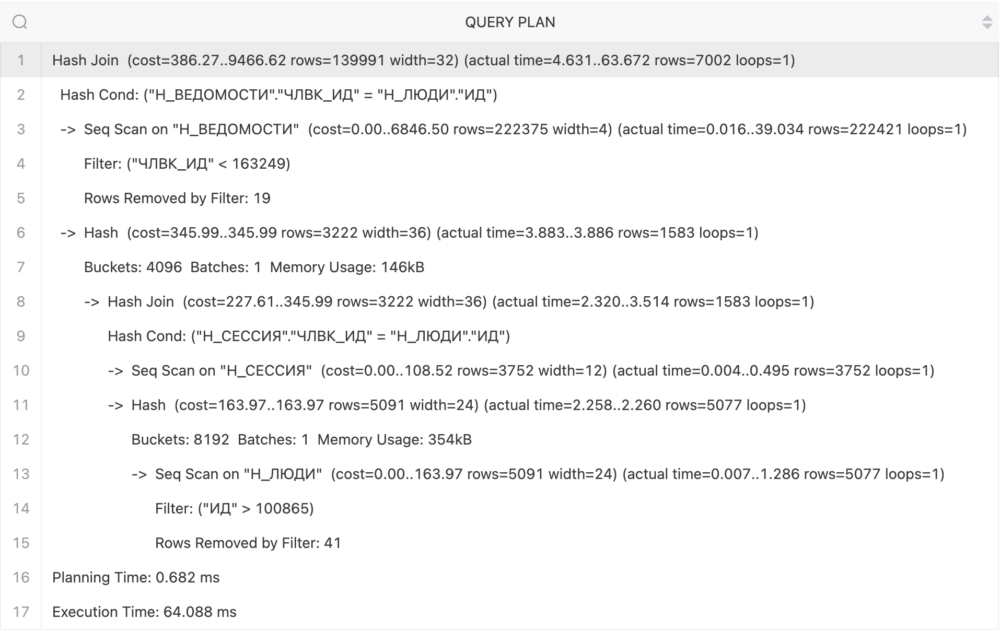 QUERY PLAN
1 Hash Join  (cost=386.27..9466.62 rows=139991 width=32) (actual time=4.631..63.672 rows=7002 loops=1)
2 Hash Cond: ("Н_ВЕДОМОСТИ"."ЧЛВК_ИД" = "Н_ЛЮДИ"."ИД")
3 ->  Seq Scan on "Н_ВЕДОМОСТИ"  (cost=0.00..6846.50 rows=222375 width=4) (actual time=0.016..39.034 rows=222421 loops=1)
4 Filter: ("ЧЛВК_ИД" < 163249)
5 Rows Removed by Filter: 19
6 ->  Hash  (cost=345.99..345.99 rows=3222 width=36) (actual time=3.883..3.886 rows=1583 loops=1)
7 Buckets: 4096  Batches: 1  Memory Usage: 146kB
8 ->  Hash Join  (cost=227.61..345.99 rows=3222 width=36) (actual time=2.320..3.514 rows=1583 loops=1)
9 Hash Cond: ("Н_СЕССИЯ"."ЧЛВК_ИД" = "Н_ЛЮДИ"."ИД")
10 ->  Seq Scan on "Н_СЕССИЯ"  (cost=0.00..108.52 rows=3752 width=12) (actual time=0.004..0.495 rows=3752 loops=1)
11 ->  Hash  (cost=163.97..163.97 rows=5091 width=24) (actual time=2.258..2.260 rows=5077 loops=1)
12 Buckets: 8192  Batches: 1  Memory Usage: 354kB
13 ->  Seq Scan on "Н_ЛЮДИ"  (cost=0.00..163.97 rows=5091 width=24) (actual time=0.007..1.286 rows=5077 loops=1)
14 Filter: ("ИД" > 100865)
15 Rows Removed by Filter: 41
16 Planning Time: 0.682 ms
17 Execution Time: 64.088 ms